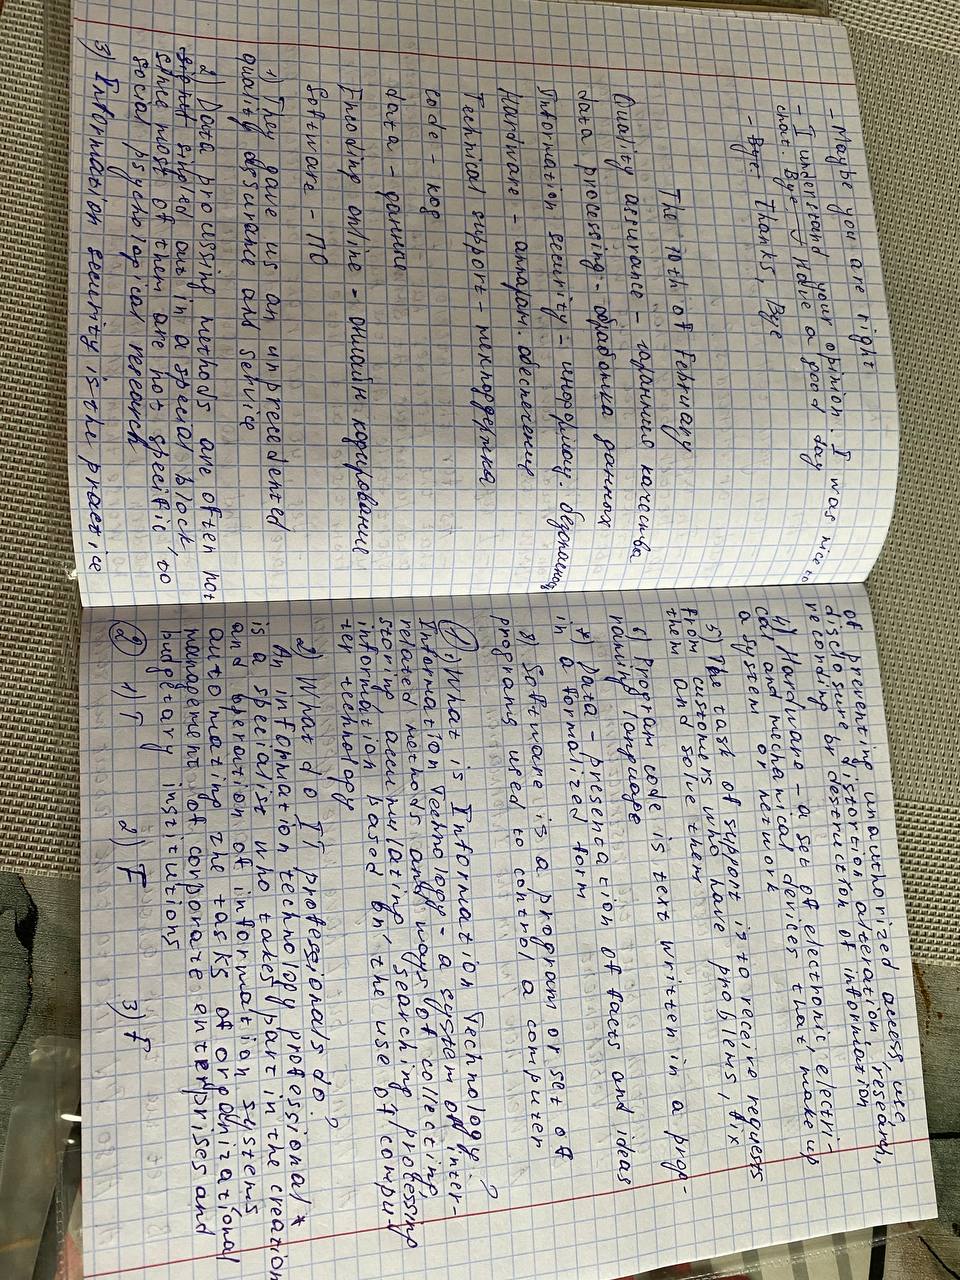 - Maybe you are right
- I understand your opinion. I was nice to
chat. Bye Have a good day
- Bye. Thanks, Bye
The 10th of February
Quality assurance - гарантия качества
data processing - обработка данных
Information security - информац. безопасность
Hardware - аппарат. обеспечение
Technical support - техподдержка
code - код
data - данные
Encoding online - онлайн кодирование
Software - ПО
1) They gave us an unprecedented
quality assurance and service
2) Data processing methods are often not
singled out in a special block,
since most of them are not specific to
social psychological research
3) Information security is the practice
of preventing unauthorized access, use,
disclosure, distortion, alteration, research,
recording or destruction of information
4) Hardware - a set of electronic, electri-
cal and mechanical devices that make up
a system or network
5) The task of support is to receive requests
from customers who have problems, fix
them and solve them
6) Program code is text written in a prog-
raming language
7) Data - presentation of facts and ideas
in a formalized form
8) Software is a program or set of
programs used to control a computer
1 1) What is Information Technology?
Information Technology - a system of inter-
related methods and ways of collecting,
storing, accumulating, searching, processing
information based on the use of compu-
ter technology
2) What do IT professionals do?
An information technology professional
is a specialist who takes part in the creation
and operation of information systems,
automating the tasks of organizational
management of corporate enterprises and
budgetary institutions
2 1) T 2) F 3) F